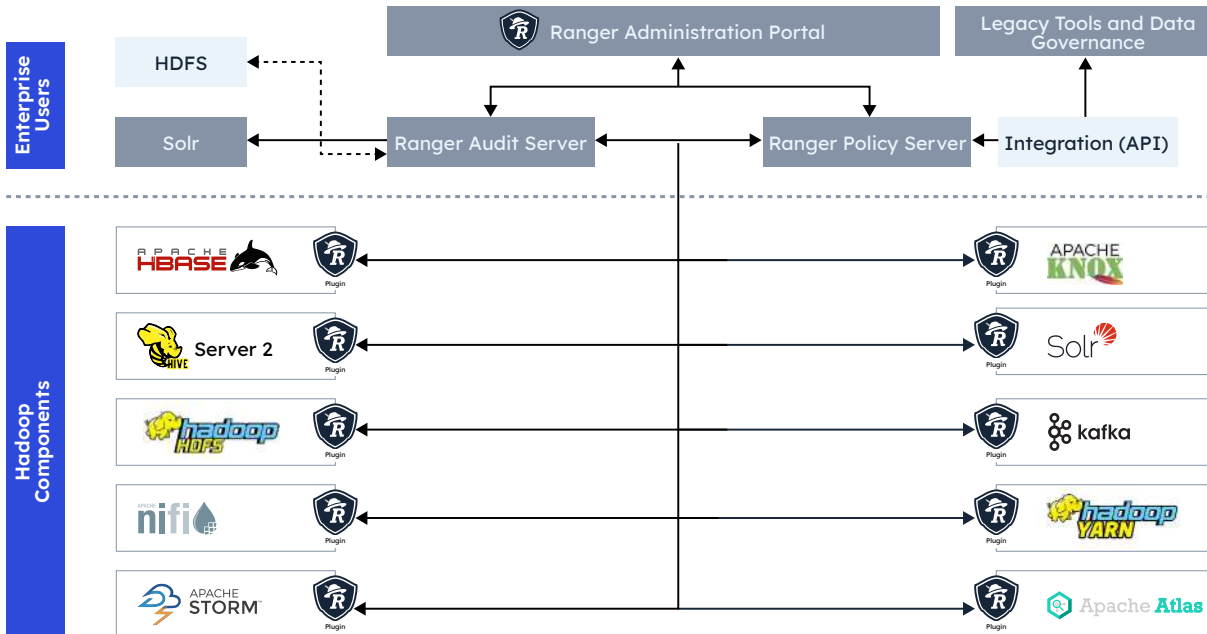 Ranger Administration Portal
Legacy Tools and Data
Governance
Enterprise
Users
HDFS
Solr
Ranger Audit Server
Ranger Policy Server
Integration (API)
Hadoop
Components
APACHE
HBASE
R
Plugin
R
Plugin
APACHE
KNOX
HIVE
Server 2
R
Plugin
R
Plugin
Solr
hadoop
HDFS
R
Plugin
R
Plugin
kafka
APACHE
nifi
R
Plugin
R
Plugin
hadoop
YARN
APACHE
STORM™
R
Plugin
R
Plugin
Apache Atlas
R